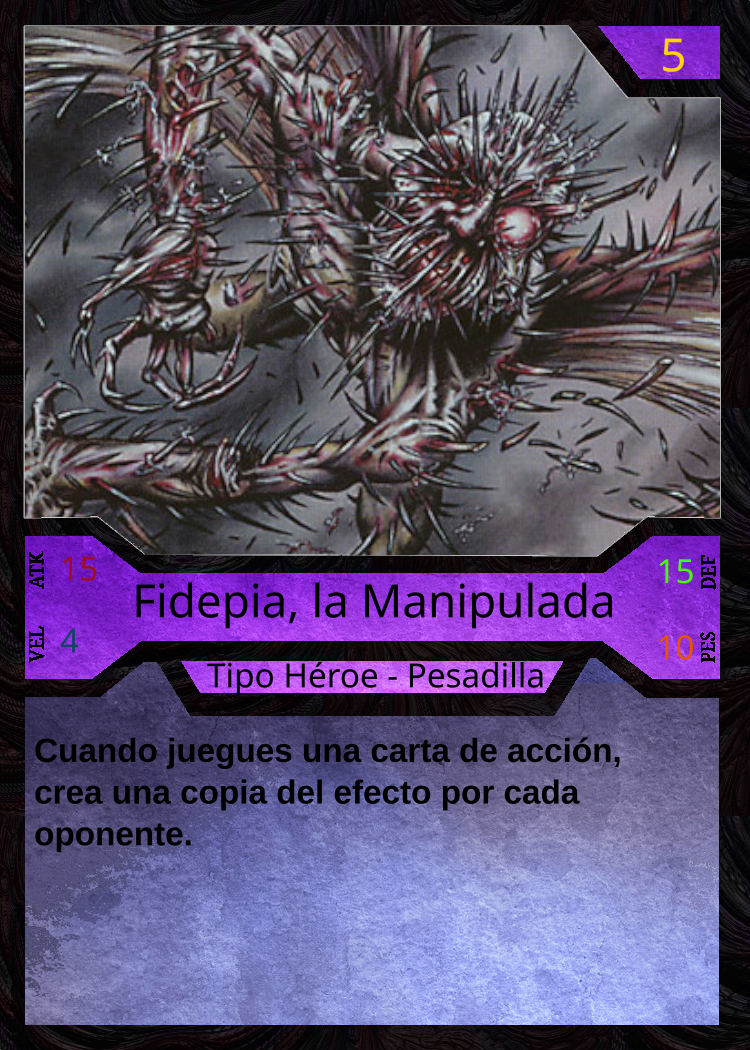 5
ATK 15
15 DEF
Fidepia, la Manipulada
VEL 4
10 PES
Tipo Héroe - Pesadilla
Cuando juegues una carta de acción,
crea una copia del efecto por cada
oponente.